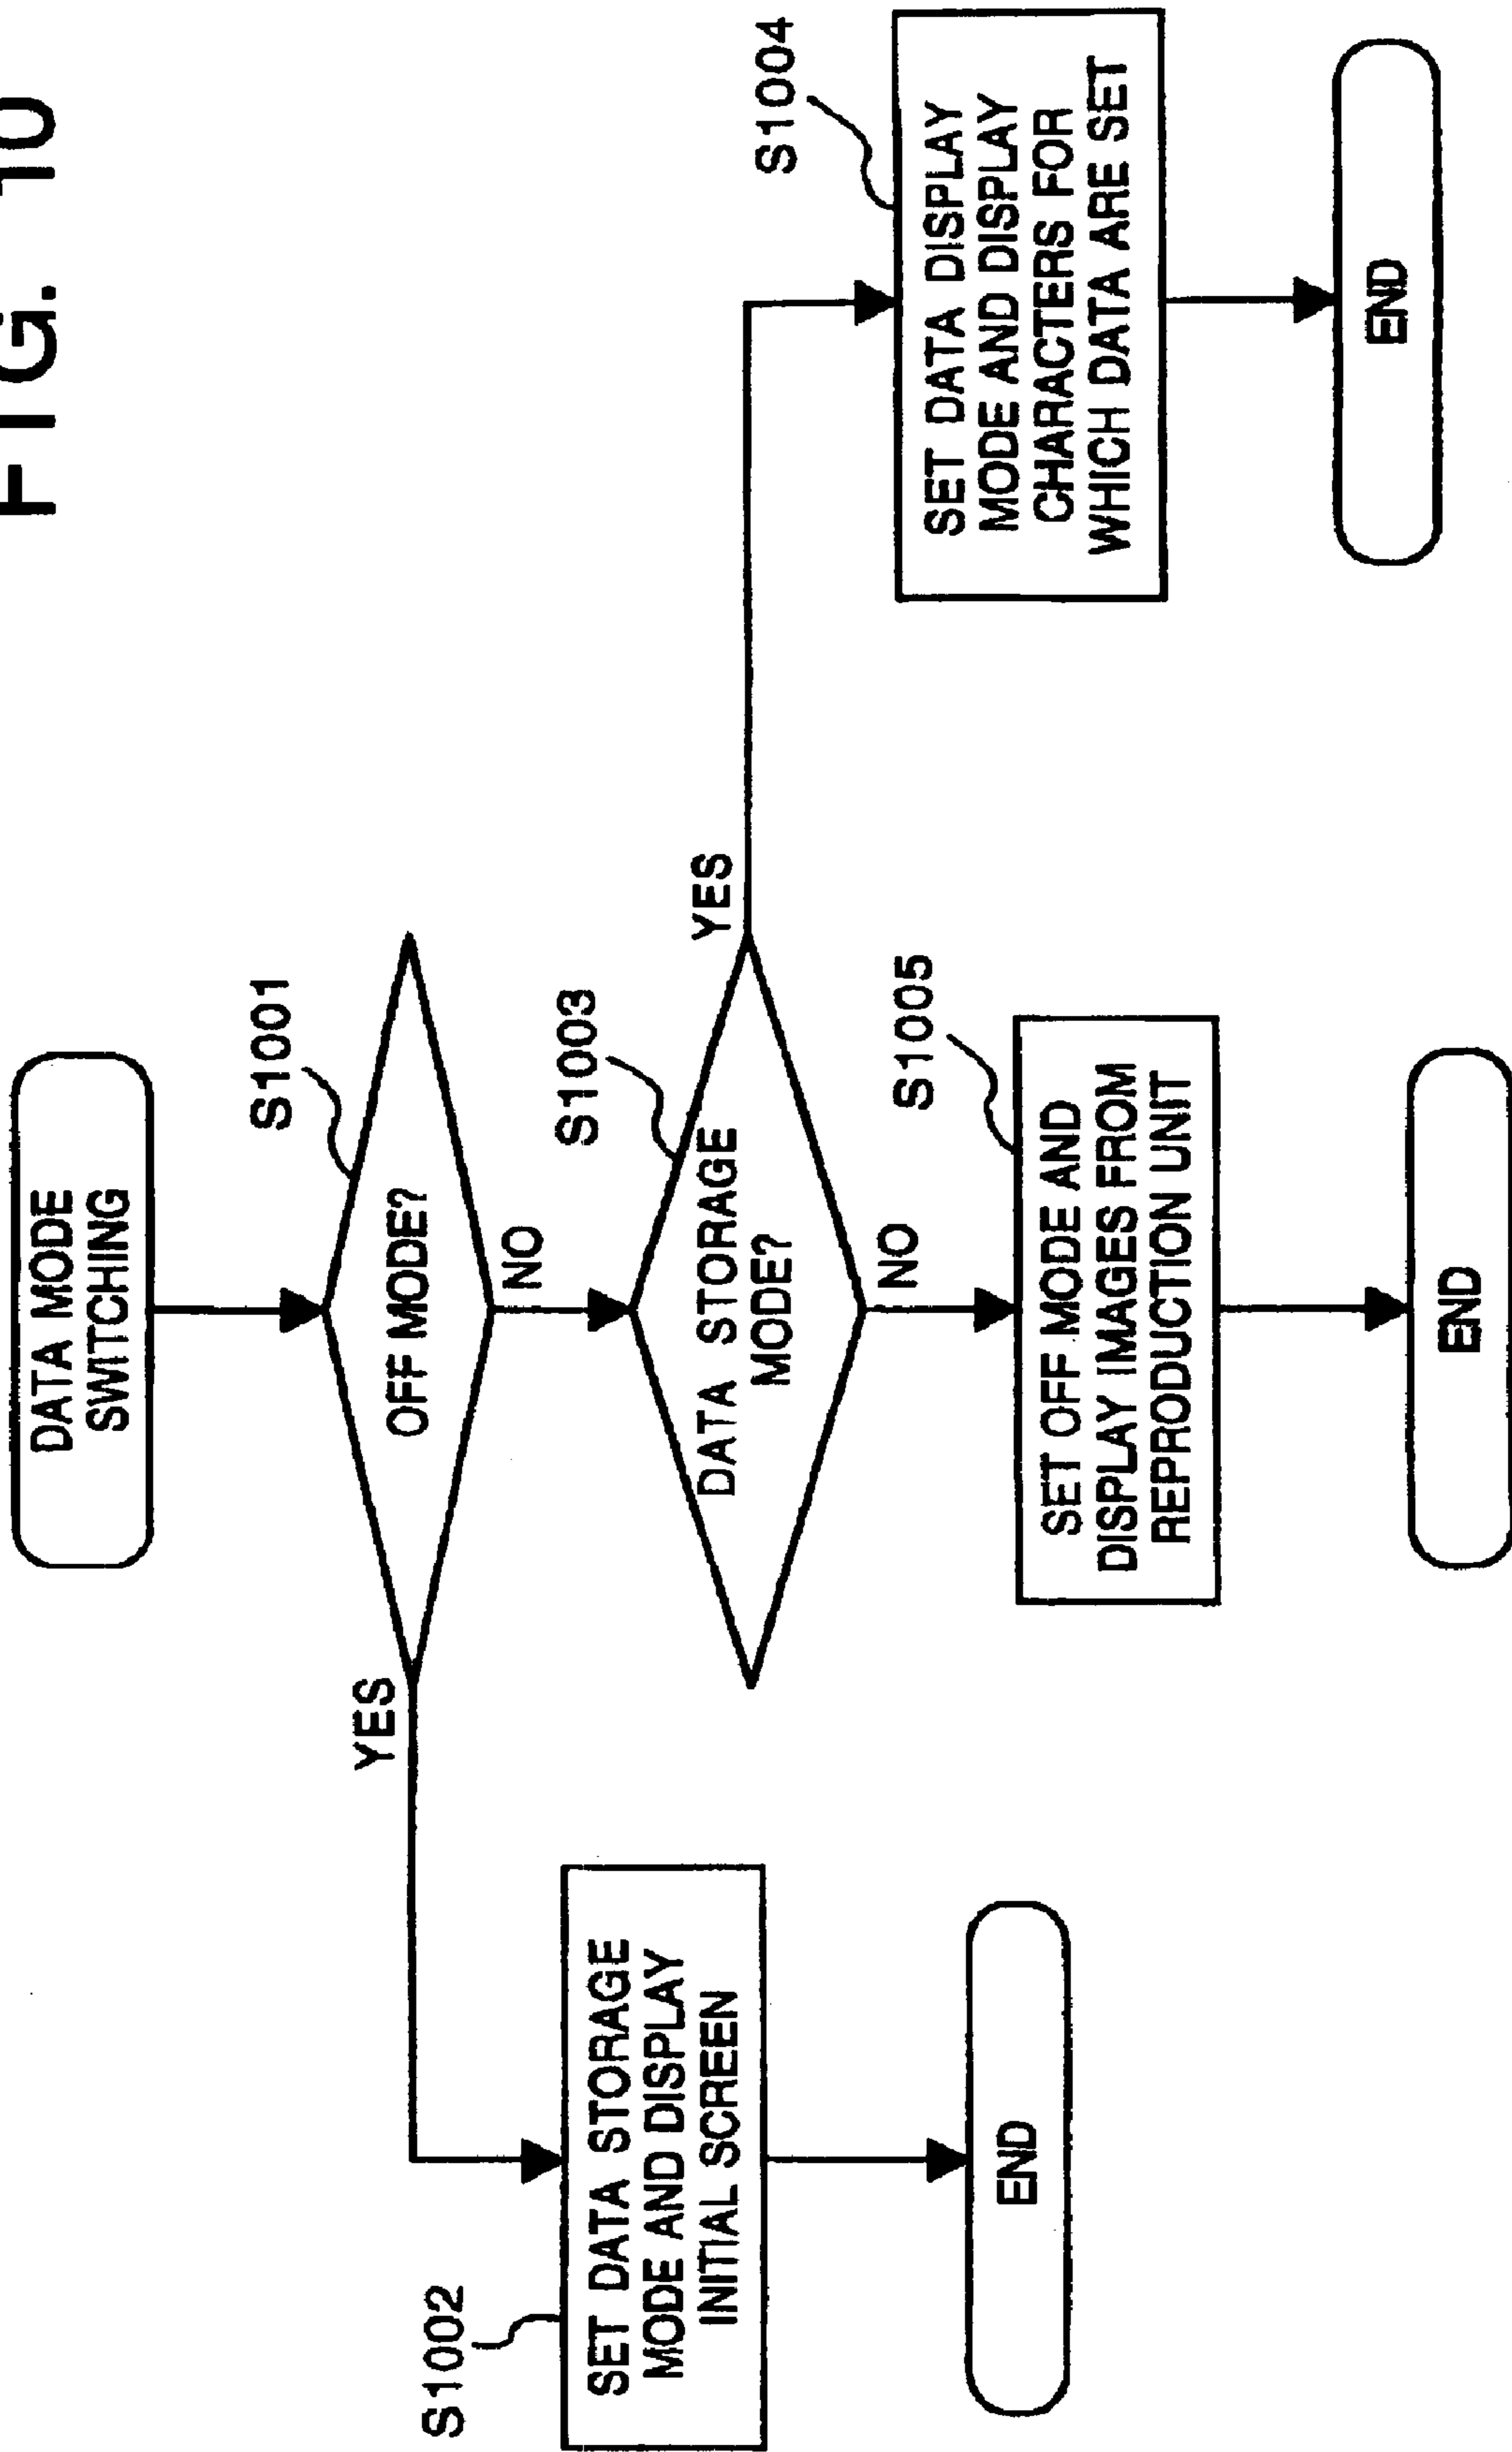 FIG. 10
DATA MODE
SWITCHING
S1001
OFF MODE?
YES
NO
S1002
SET DATA STORAGE
MODE AND DISPLAY
INITIAL SCREEN
END
S1003
DATA STORAGE
MODE?
YES
NO
S1004
SET DATA DISPLAY
MODE AND DISPLAY
CHARACTERS FOR
WHICH DATA ARE SET
END
S1005
SET OFF MODE AND
DISPLAY IMAGES FROM
REPRODUCTION UNIT
END